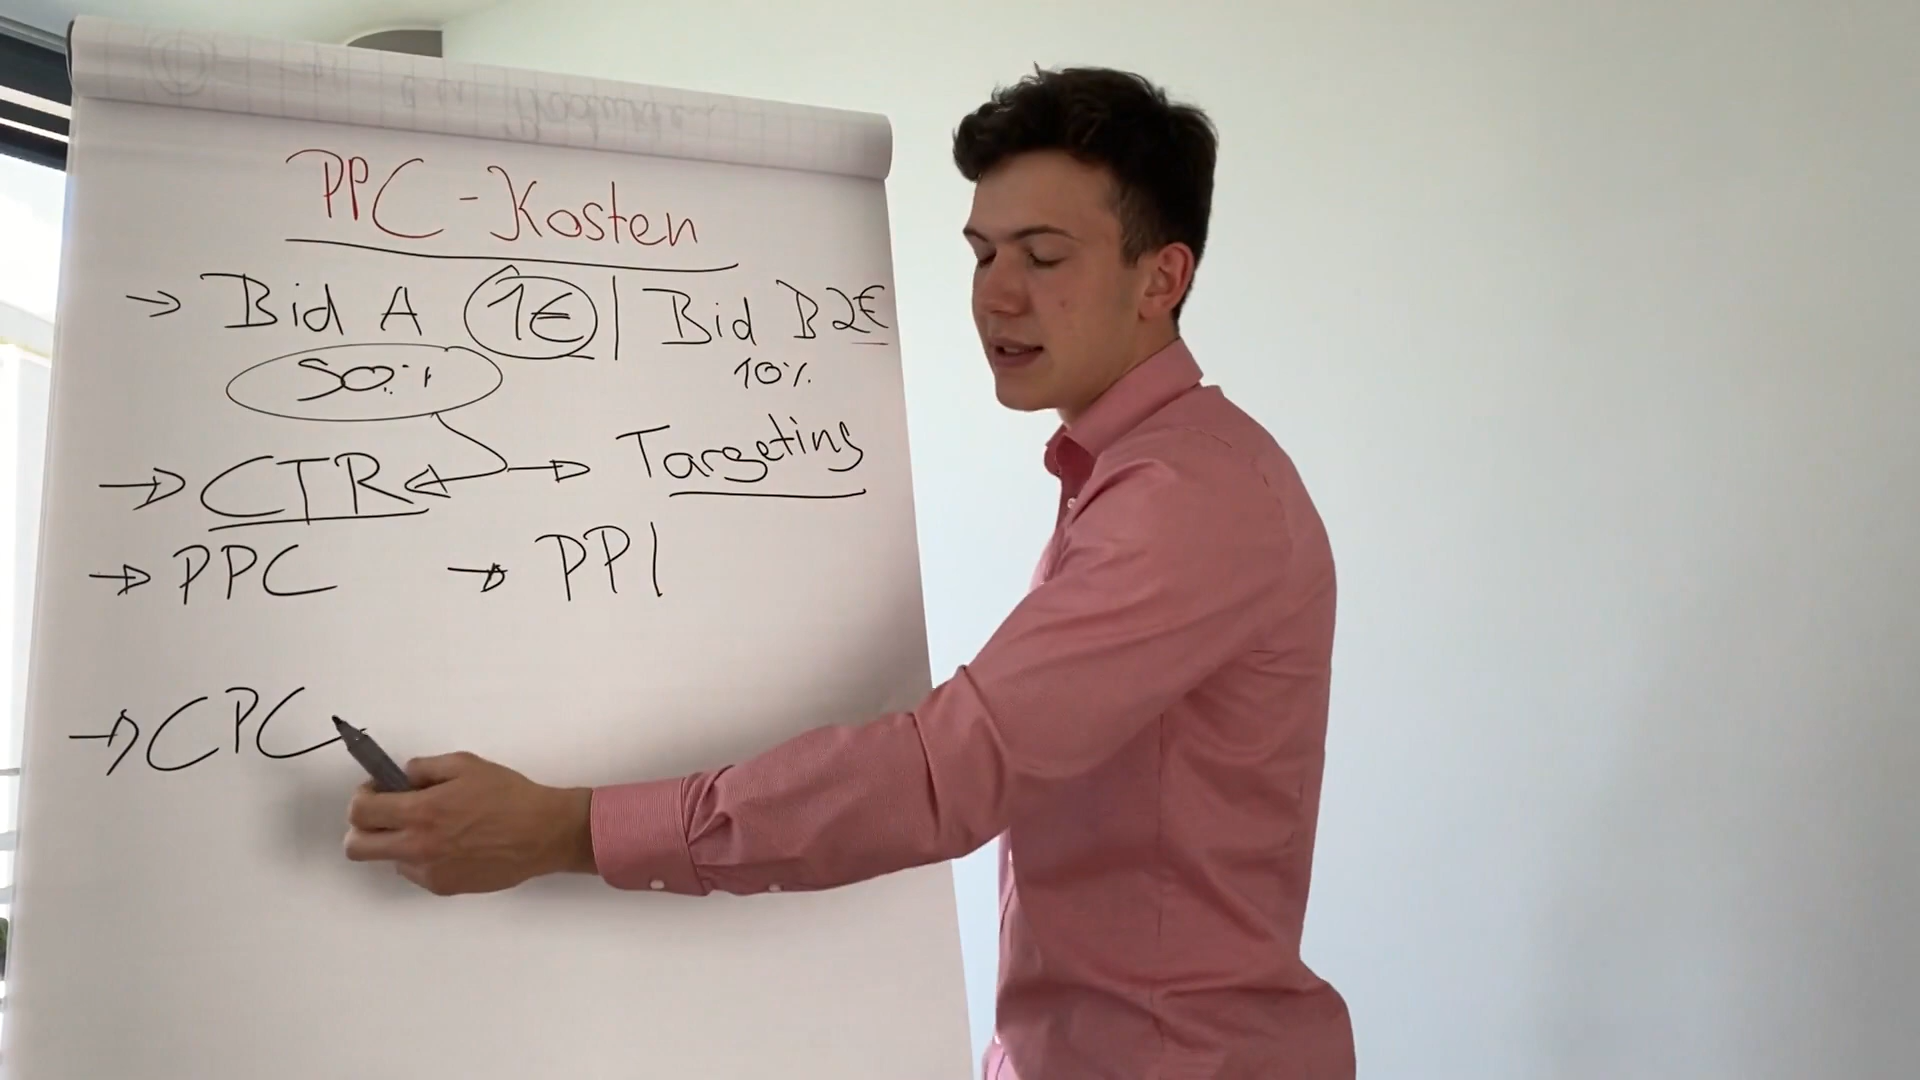 PPC-Kosten
→ Bid A 1€ | Bid B 2€
50% 10%
→ CTR → Targeting
→ PPC → PPI
→ CPC